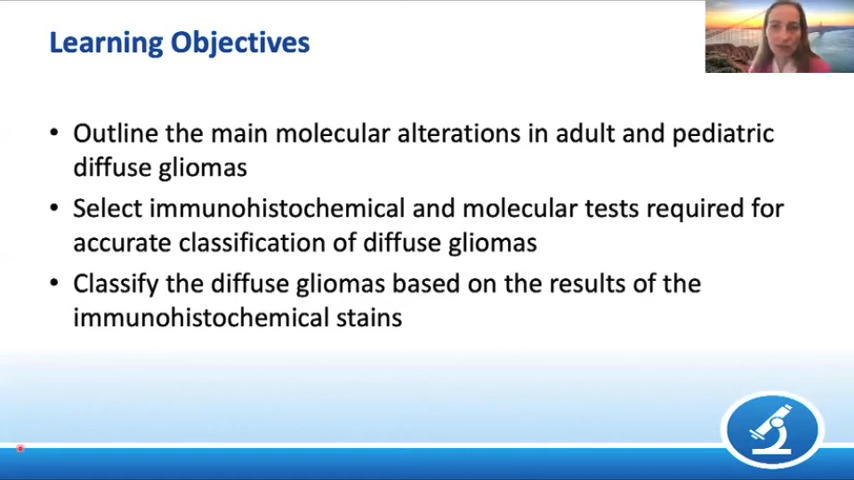 Learning Objectives
• Outline the main molecular alterations in adult and pediatric
diffuse gliomas
• Select immunohistochemical and molecular tests required for
accurate classification of diffuse gliomas
• Classify the diffuse gliomas based on the results of the
immunohistochemical stains